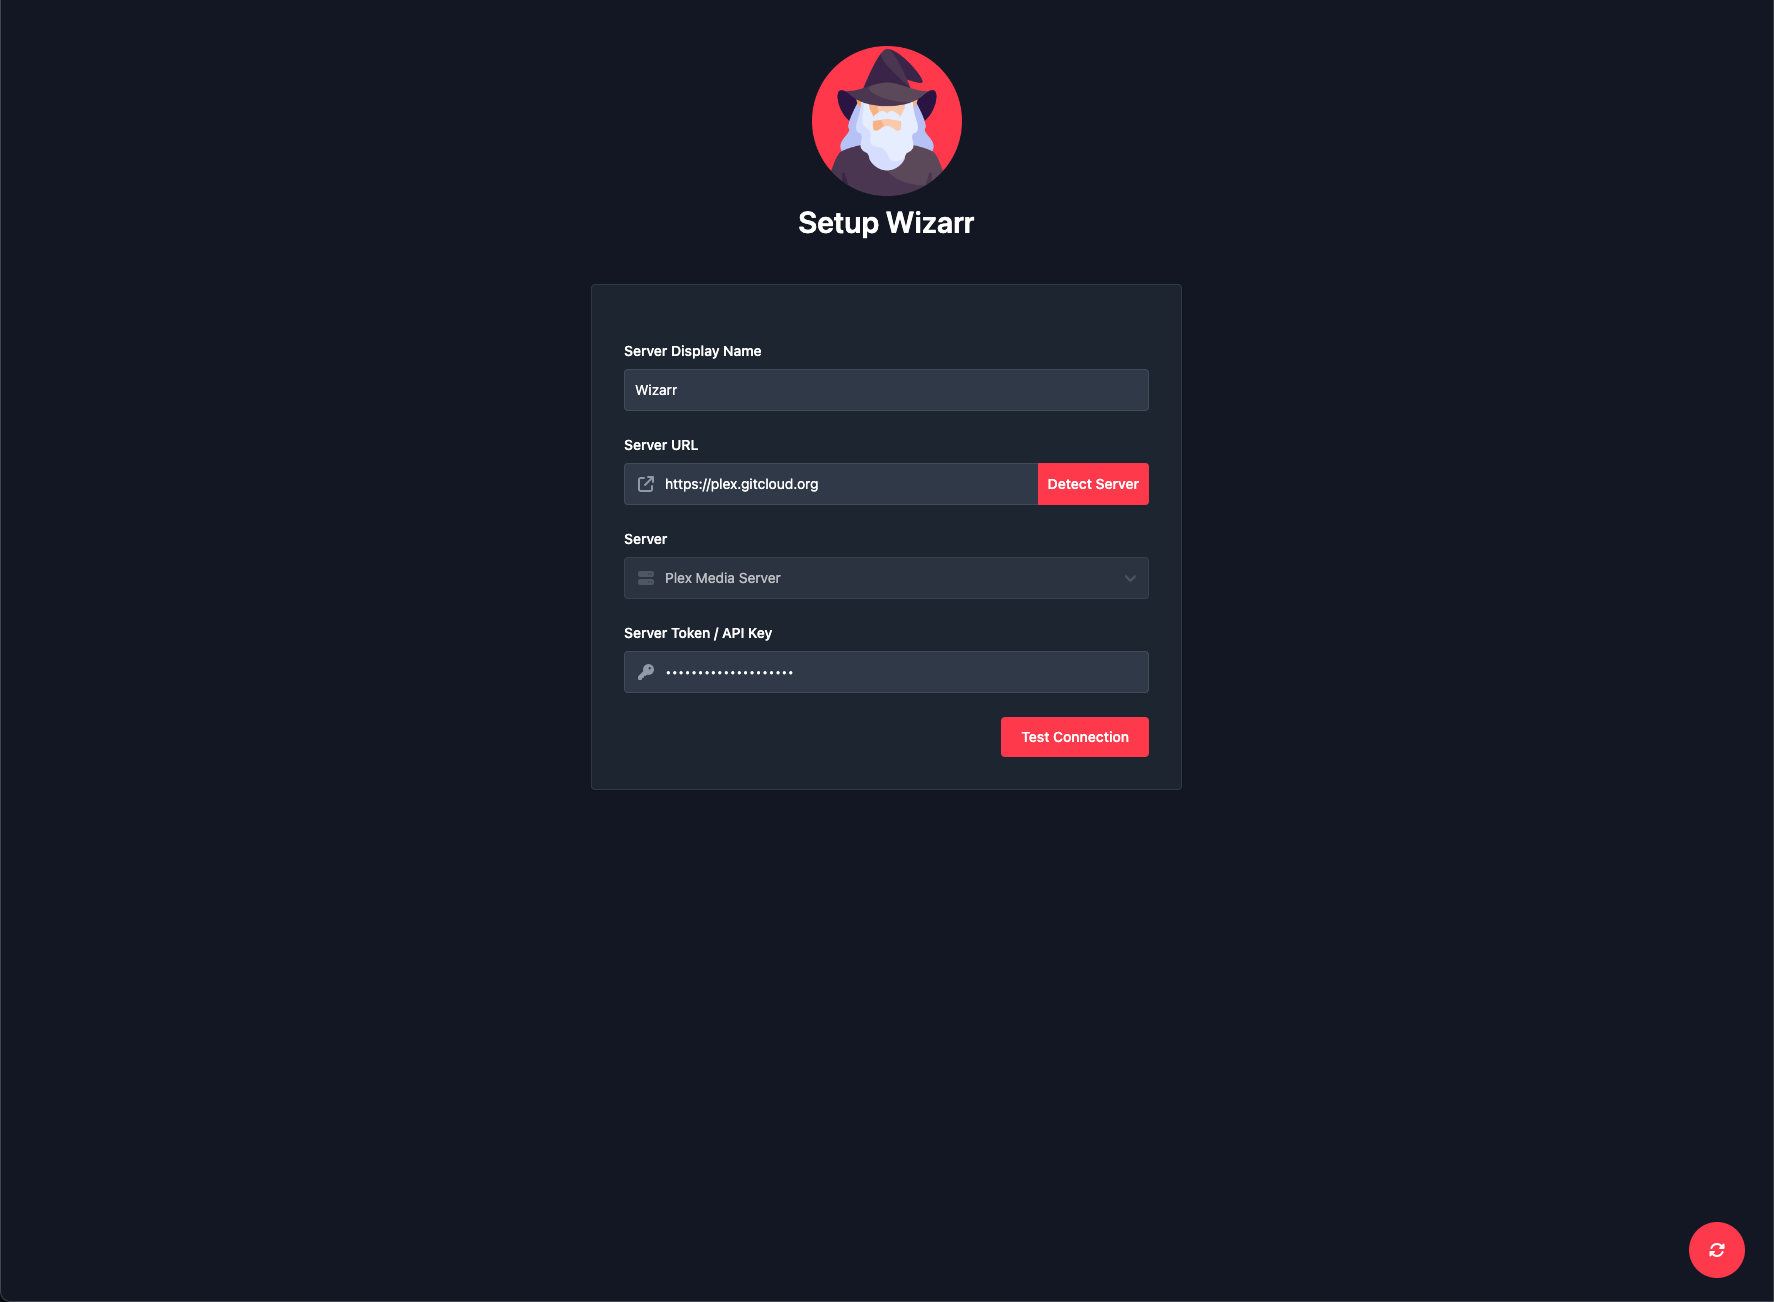 Setup Wizarr
Server Display Name
Wizarr
Server URL
https://plex.gitcloud.org
Detect Server
Server
Plex Media Server
Server Token / API Key
••••••••••••••••••••
Test Connection